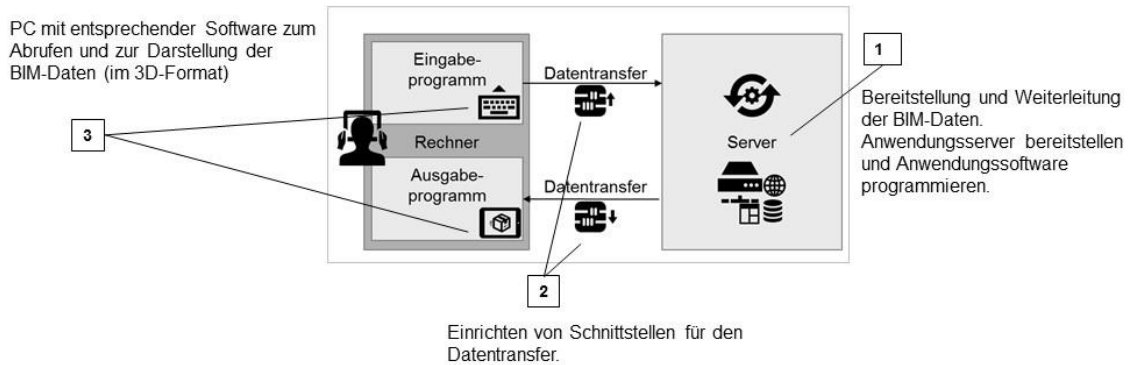 PC mit entsprechender Software zum
Abrufen und zur Darstellung der
BIM-Daten (im 3D-Format)
3
Eingabe-
programm
Rechner
Ausgabe-
programm
Datentransfer
Datentransfer
2
Einrichten von Schnittstellen für den
Datentransfer.
Server
1
Bereitstellung und Weiterleitung
der BIM-Daten.
Anwendungsserver bereitstellen
und Anwendungssoftware
programmieren.